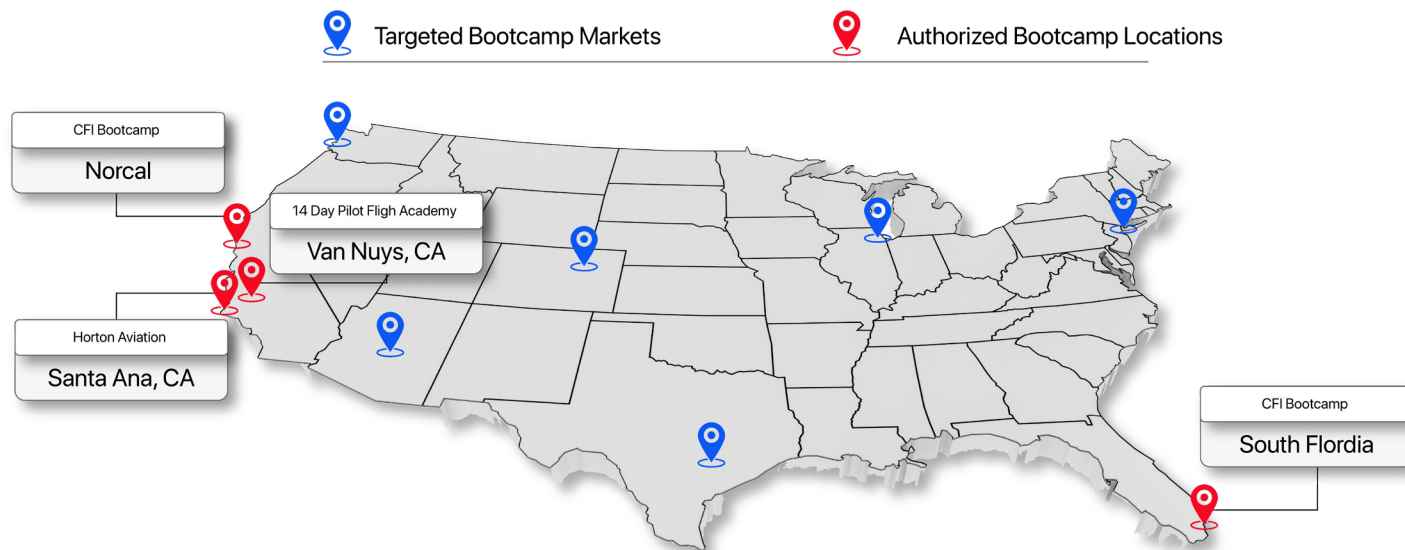 Targeted Bootcamp Markets
Authorized Bootcamp Locations
CFI Bootcamp
Norcal
14 Day Pilot Fligh Academy
Van Nuys, CA
Horton Aviation
Santa Ana, CA
CFI Bootcamp
South Flordia